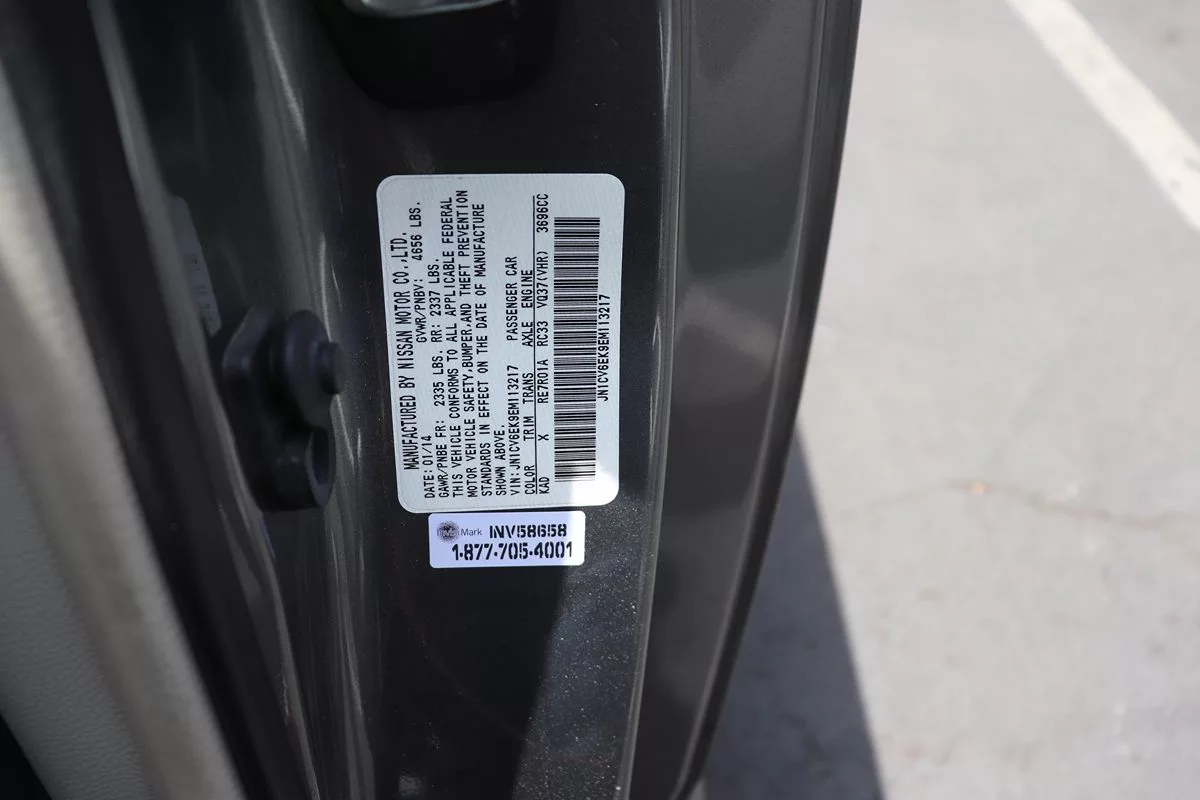 MANUFACTURED BY NISSAN MOTOR CO.,LTD.
DATE: 01/14 GVWR/PNBV: 4656 LBS.
GAWR/PNBE FR: 2335 LBS. RR: 2337 LBS.
THIS VEHICLE CONFORMS TO ALL APPLICABLE FEDERAL
MOTOR VEHICLE SAFETY,BUMPER,AND THEFT PREVENTION
STANDARDS IN EFFECT ON THE DATE OF MANUFACTURE
SHOWN ABOVE.
VIN:JN1CV6EK9EM113217 PASSENGER CAR
COLOR TRIM TRANS AXLE ENGINE
KAD X RE7R01A RC33 VQ37(VHR) 3696CC
JN1CV6EK9EM113217
Mark INV58658
1-877-705-4001